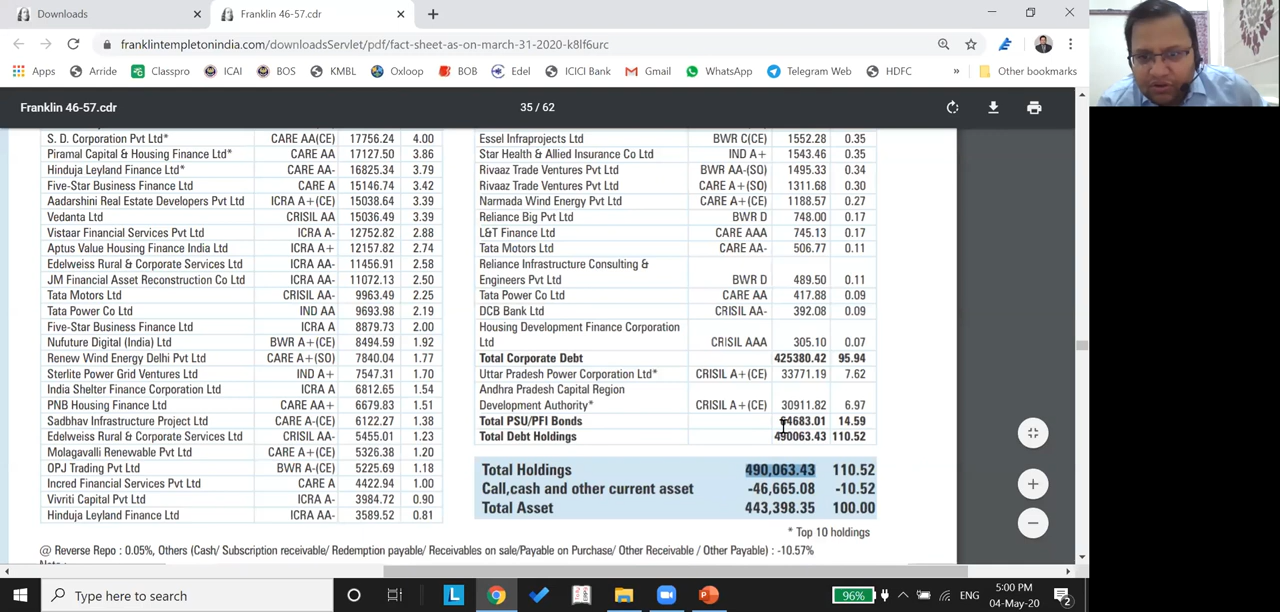 Downloads
Franklin 46-57.cdr
franklintempletonindia.com/downloadsServlet/pdf/fact-sheet-as-on-march-31-2020-k8lf6urc
Apps Arride Classpro ICAI BOS KMBL Oxloop BOB Edel ICICI Bank Gmail WhatsApp Telegram Web HDFC » Other bookmarks
Franklin 46-57.cdr 35 / 62
S. D. Corporation Pvt Ltd* CARE AA(CE) 17756.24 4.00
Piramal Capital & Housing Finance Ltd* CARE AA 17127.50 3.86
Hinduja Leyland Finance Ltd* CARE AA- 16825.34 3.79
Five-Star Business Finance Ltd CARE A 15146.74 3.42
Aadarshini Real Estate Developers Pvt Ltd ICRA A+(CE) 15038.64 3.39
Vedanta Ltd CRISIL AA 15036.49 3.39
Vistaar Financial Services Pvt Ltd ICRA A- 12752.82 2.88
Aptus Value Housing Finance India Ltd ICRA A+ 12157.82 2.74
Edelweiss Rural & Corporate Services Ltd ICRA AA- 11456.91 2.58
JM Financial Asset Reconstruction Co Ltd ICRA AA- 11072.13 2.50
Tata Motors Ltd CRISIL AA- 9963.49 2.25
Tata Power Co Ltd IND AA 9693.98 2.19
Five-Star Business Finance Ltd ICRA A 8879.73 2.00
Nufuture Digital (India) Ltd BWR A+(CE) 8494.59 1.92
Renew Wind Energy Delhi Pvt Ltd CARE A+(SO) 7840.04 1.77
Sterlite Power Grid Ventures Ltd IND A+ 7547.31 1.70
India Shelter Finance Corporation Ltd ICRA A 6812.65 1.54
PNB Housing Finance Ltd CARE AA+ 6679.83 1.51
Sadbhav Infrastructure Project Ltd CARE A-(CE) 6122.27 1.38
Edelweiss Rural & Corporate Services Ltd CRISIL AA- 5455.01 1.23
Molagavalli Renewable Pvt Ltd CARE A+(CE) 5326.38 1.20
OPJ Trading Pvt Ltd BWR A-(CE) 5225.69 1.18
Incred Financial Services Pvt Ltd CARE A 4422.94 1.00
Vivriti Capital Pvt Ltd ICRA A- 3984.72 0.90
Hinduja Leyland Finance Ltd ICRA AA- 3589.52 0.81
Essel Infraprojects Ltd BWR C(CE) 1552.28 0.35
Star Health & Allied Insurance Co Ltd IND A+ 1543.46 0.35
Rivaaz Trade Ventures Pvt Ltd BWR AA-(SO) 1495.33 0.34
Rivaaz Trade Ventures Pvt Ltd CARE A+(SO) 1311.68 0.30
Narmada Wind Energy Pvt Ltd CARE A+(CE) 1188.57 0.27
Reliance Big Pvt Ltd BWR D 748.00 0.17
L&T Finance Ltd CARE AAA 745.13 0.17
Tata Motors Ltd CARE AA- 506.77 0.11
Reliance Infrastructure Consulting &
Engineers Pvt Ltd BWR D 489.50 0.11
Tata Power Co Ltd CARE AA 417.88 0.09
DCB Bank Ltd CRISIL AA- 392.08 0.09
Housing Development Finance Corporation
Ltd CRISIL AAA 305.10 0.07
Total Corporate Debt 425380.42 95.94
Uttar Pradesh Power Corporation Ltd* CRISIL A+(CE) 33771.19 7.62
Andhra Pradesh Capital Region
Development Authority* CRISIL A+(CE) 30911.82 6.97
Total PSU/PFI Bonds 64683.01 14.59
Total Debt Holdings 490063.43 110.52
Total Holdings 490,063.43 110.52
Call,cash and other current asset -46,665.08 -10.52
Total Asset 443,398.35 100.00
* Top 10 holdings
@ Reverse Repo : 0.05%, Others (Cash/ Subscription receivable/ Redemption payable/ Receivables on sale/Payable on Purchase/ Other Receivable / Other Payable) : -10.57%
Type here to search
96% ENG 5:00 PM
04-May-20 2